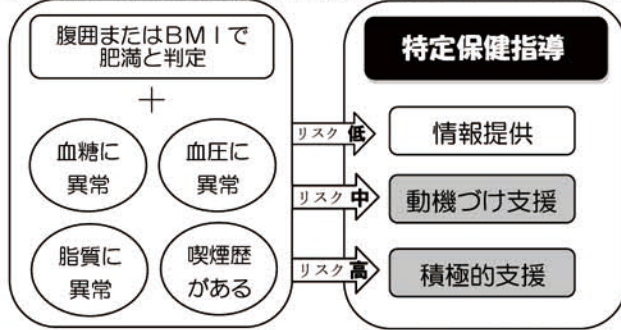 腹囲またはＢＭＩで
肥満と判定
＋
血糖に
異常
血圧に
異常
脂質に
異常
喫煙歴
がある
リスク 低
リスク 中
リスク 高
特定保健指導
情報提供
動機づけ支援
積極的支援